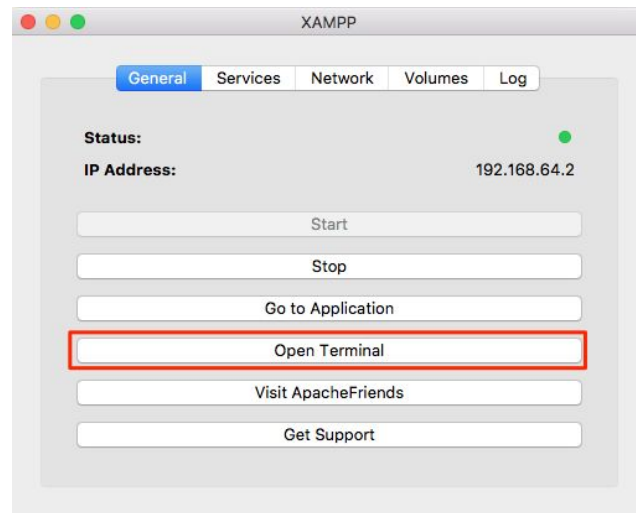 XAMPP
General Services Network Volumes Log
Status:
IP Address: 192.168.64.2
Start
Stop
Go to Application
Open Terminal
Visit ApacheFriends
Get Support